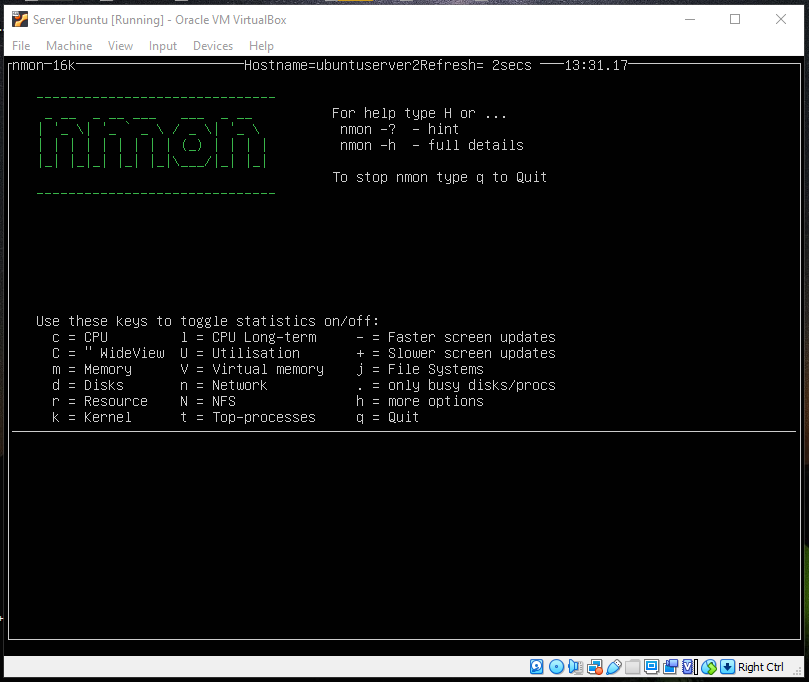 Server Ubuntu [Running] - Oracle VM VirtualBox
File Machine View Input Devices Help
nmon-16k Hostname=ubuntuserver2Refresh= 2secs 13:31.17
nmon
For help type H or ...
nmon -? - hint
nmon -h - full details
To stop nmon type q to Quit
Use these keys to toggle statistics on/off:
c = CPU l = CPU Long-term - = Faster screen updates
C = " WideView U = Utilisation + = Slower screen updates
m = Memory V = Virtual memory j = File Systems
d = Disks n = Network . = only busy disks/procs
r = Resource N = NFS h = more options
k = Kernel t = Top-processes q = Quit
Right Ctrl